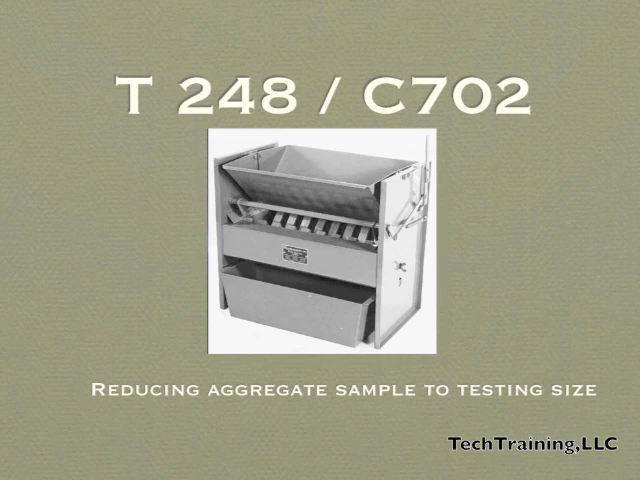 T 248 / C702
Reducing aggregate sample to testing size
TechTraining,LLC